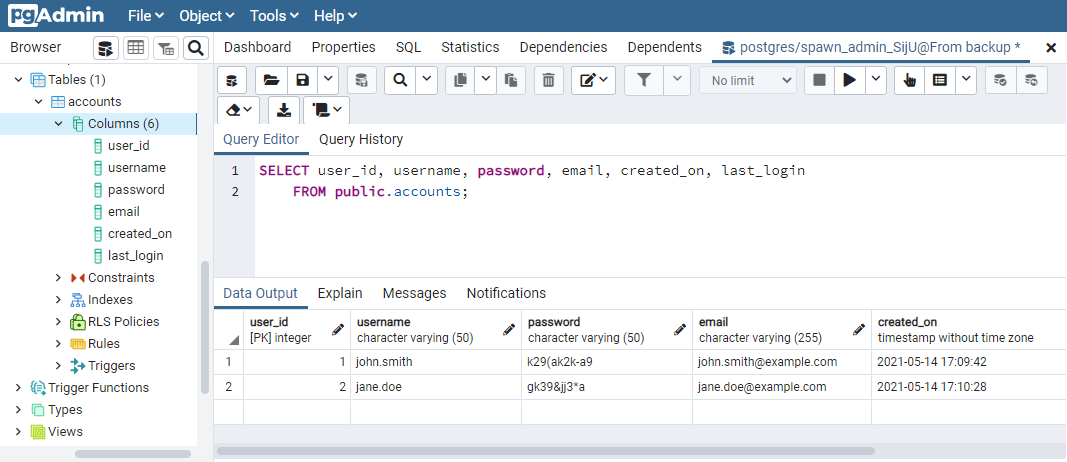 pgAdmin File Object Tools Help
Browser
Dashboard Properties SQL Statistics Dependencies Dependents postgres/spawn_admin_SijU@From backup *
Tables (1)
accounts
Columns (6)
user_id
username
password
email
created_on
last_login
Constraints
Indexes
RLS Policies
Rules
Triggers
Trigger Functions
Types
Views
No limit
Query Editor Query History
1 SELECT user_id, username, password, email, created_on, last_login
2 FROM public.accounts;
Data Output Explain Messages Notifications
user_id username password email created_on
[PK] integer character varying (50) character varying (50) character varying (255) timestamp without time zone
1 1 john.smith k29(ak2k-a9 john.smith@example.com 2021-05-14 17:09:42
2 2 jane.doe gk39&jj3*a jane.doe@example.com 2021-05-14 17:10:28